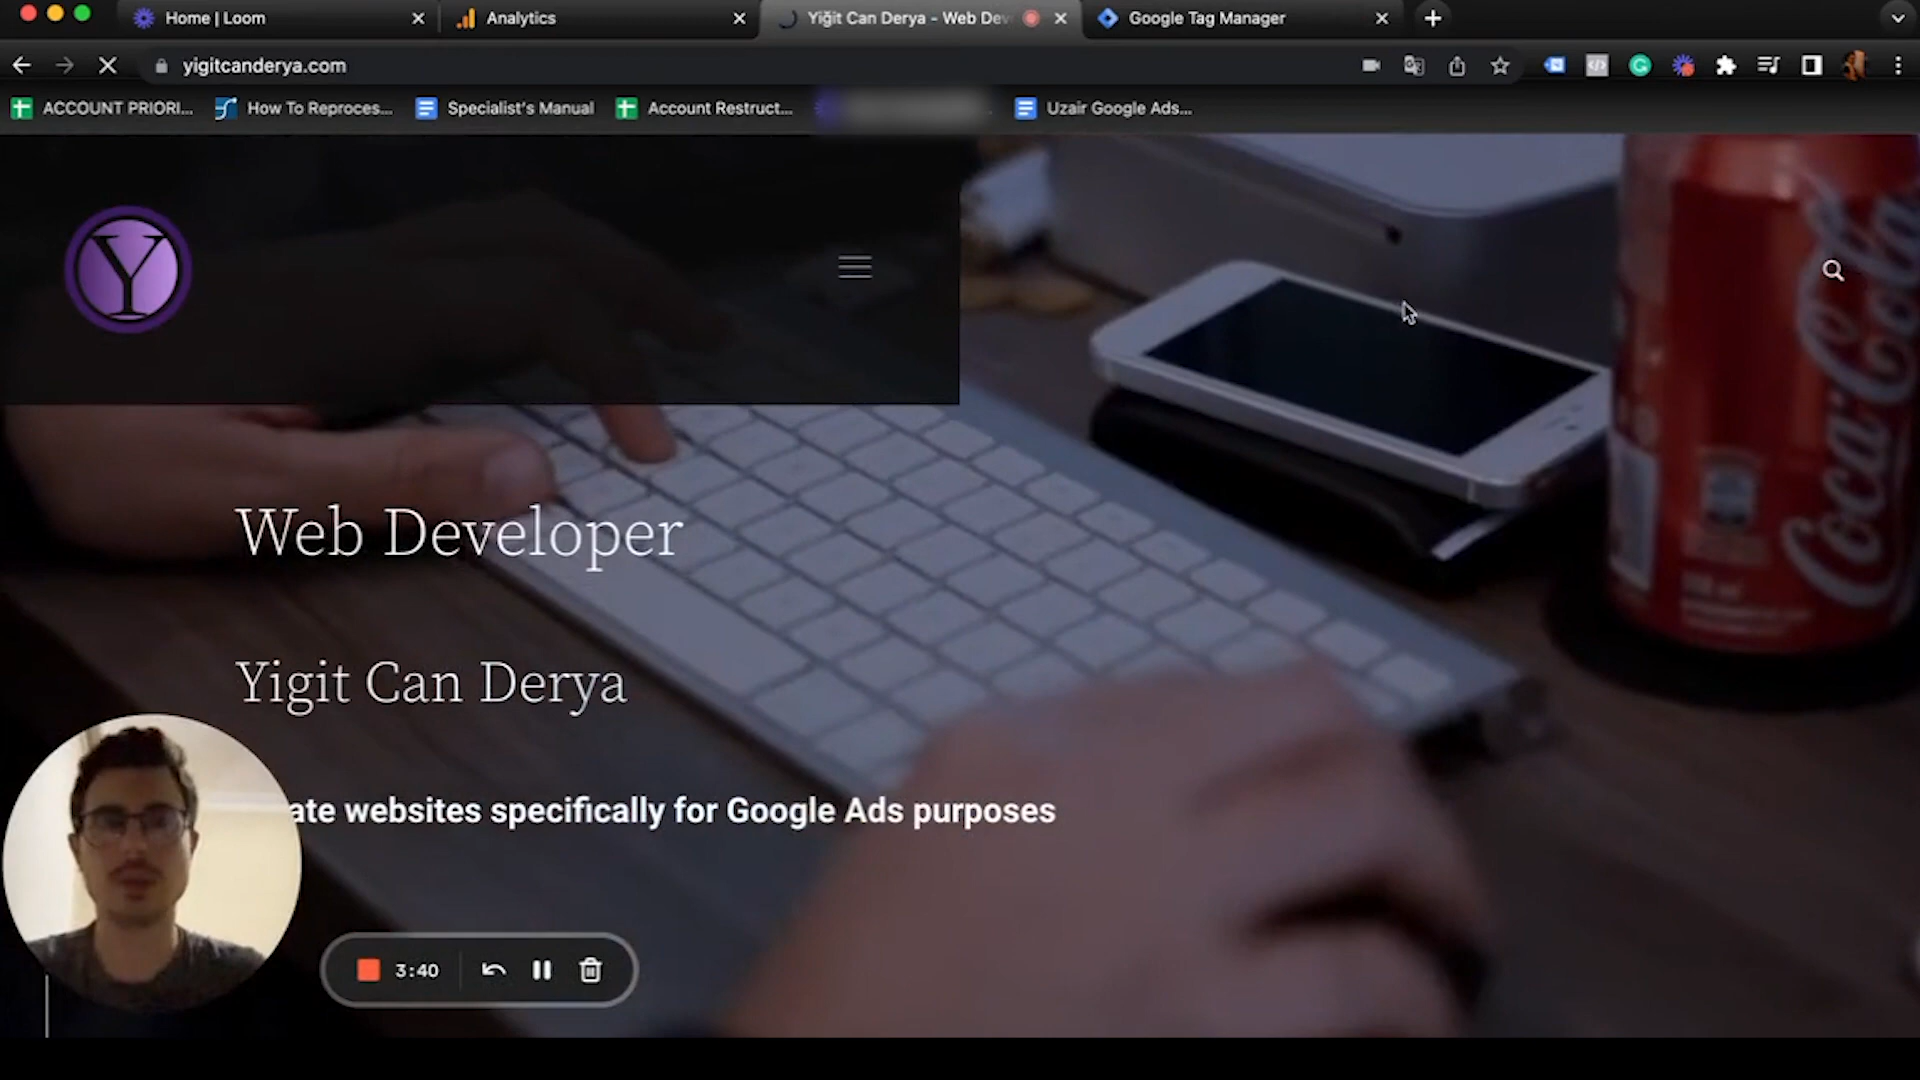 Home | Loom
Analytics
Yiğit Can Derya - Web Dev
Google Tag Manager
yigitcanderya.com
ACCOUNT PRIORI...
How To Reproces...
Specialist's Manual
Account Restruct...
Uzair Google Ads...
Y
Coca-Cola
Web Developer
Yigit Can Derya
ate websites specifically for Google Ads purposes
3:40